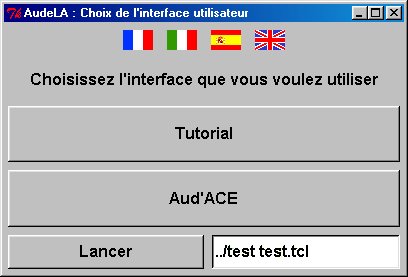 AudeLA : Choix de l'interface utilisateur
Choisissez l'interface que vous voulez utiliser
Tutorial
Aud'ACE
Lancer ../test test.tcl